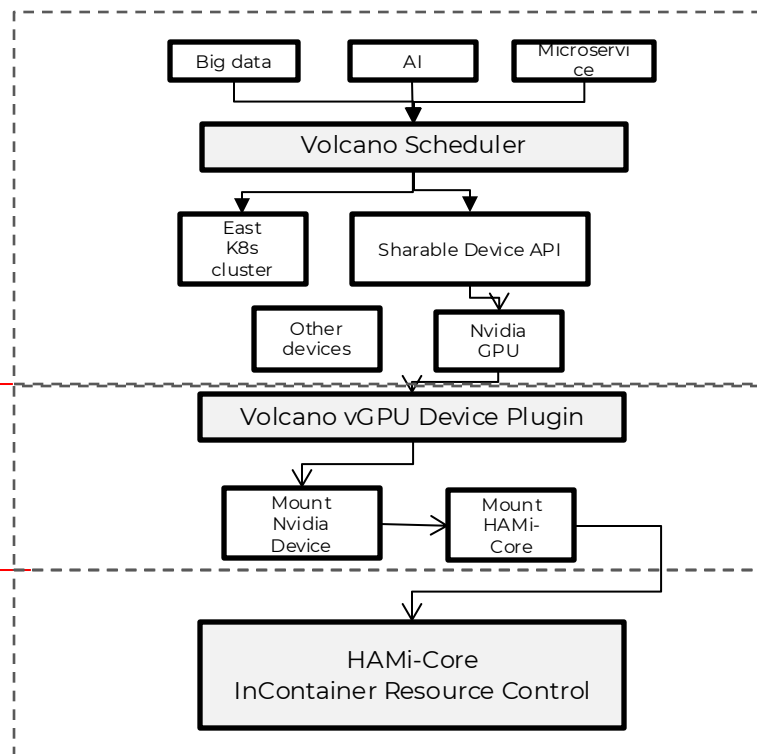 Big data
AI
Microservi
ce
Volcano Scheduler
East
K8s
cluster
Sharable Device API
Other
devices
Nvidia
GPU
Volcano vGPU Device Plugin
Mount
Nvidia
Device
Mount
HAMi-
Core
HAMi-Core
InContainer Resource Control